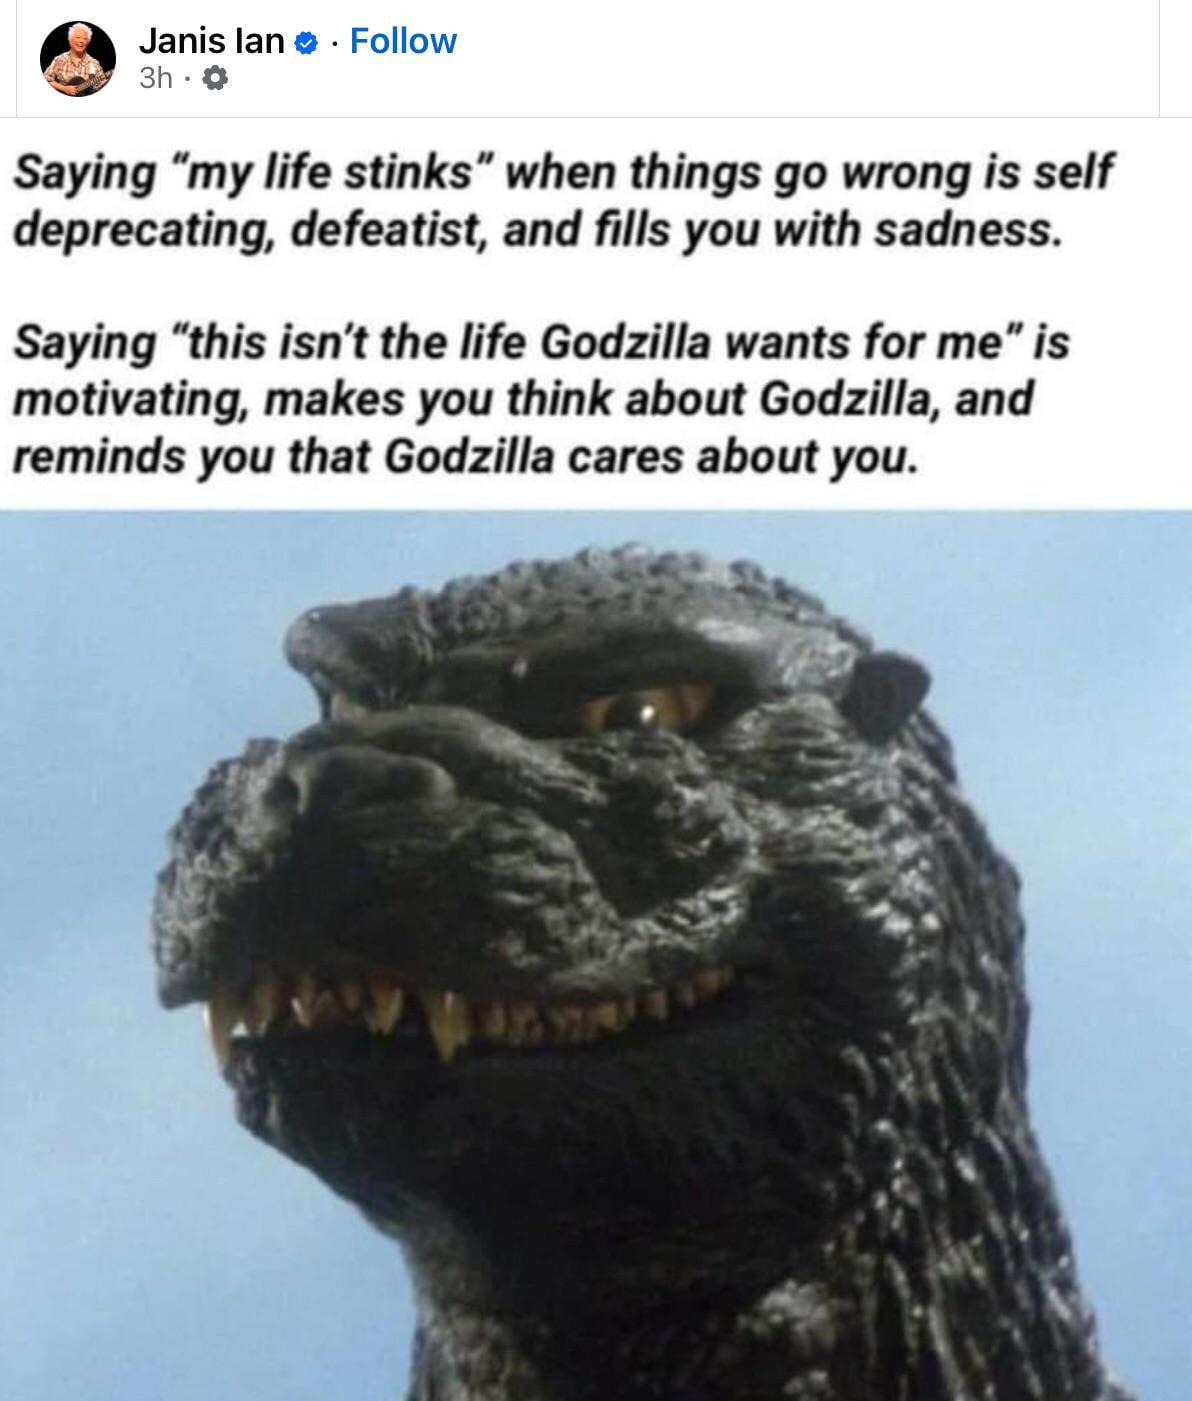 Janis Ian · Follow
3h ·
Saying “my life stinks” when things go wrong is self
deprecating, defeatist, and fills you with sadness.
Saying “this isn’t the life Godzilla wants for me” is
motivating, makes you think about Godzilla, and
reminds you that Godzilla cares about you.